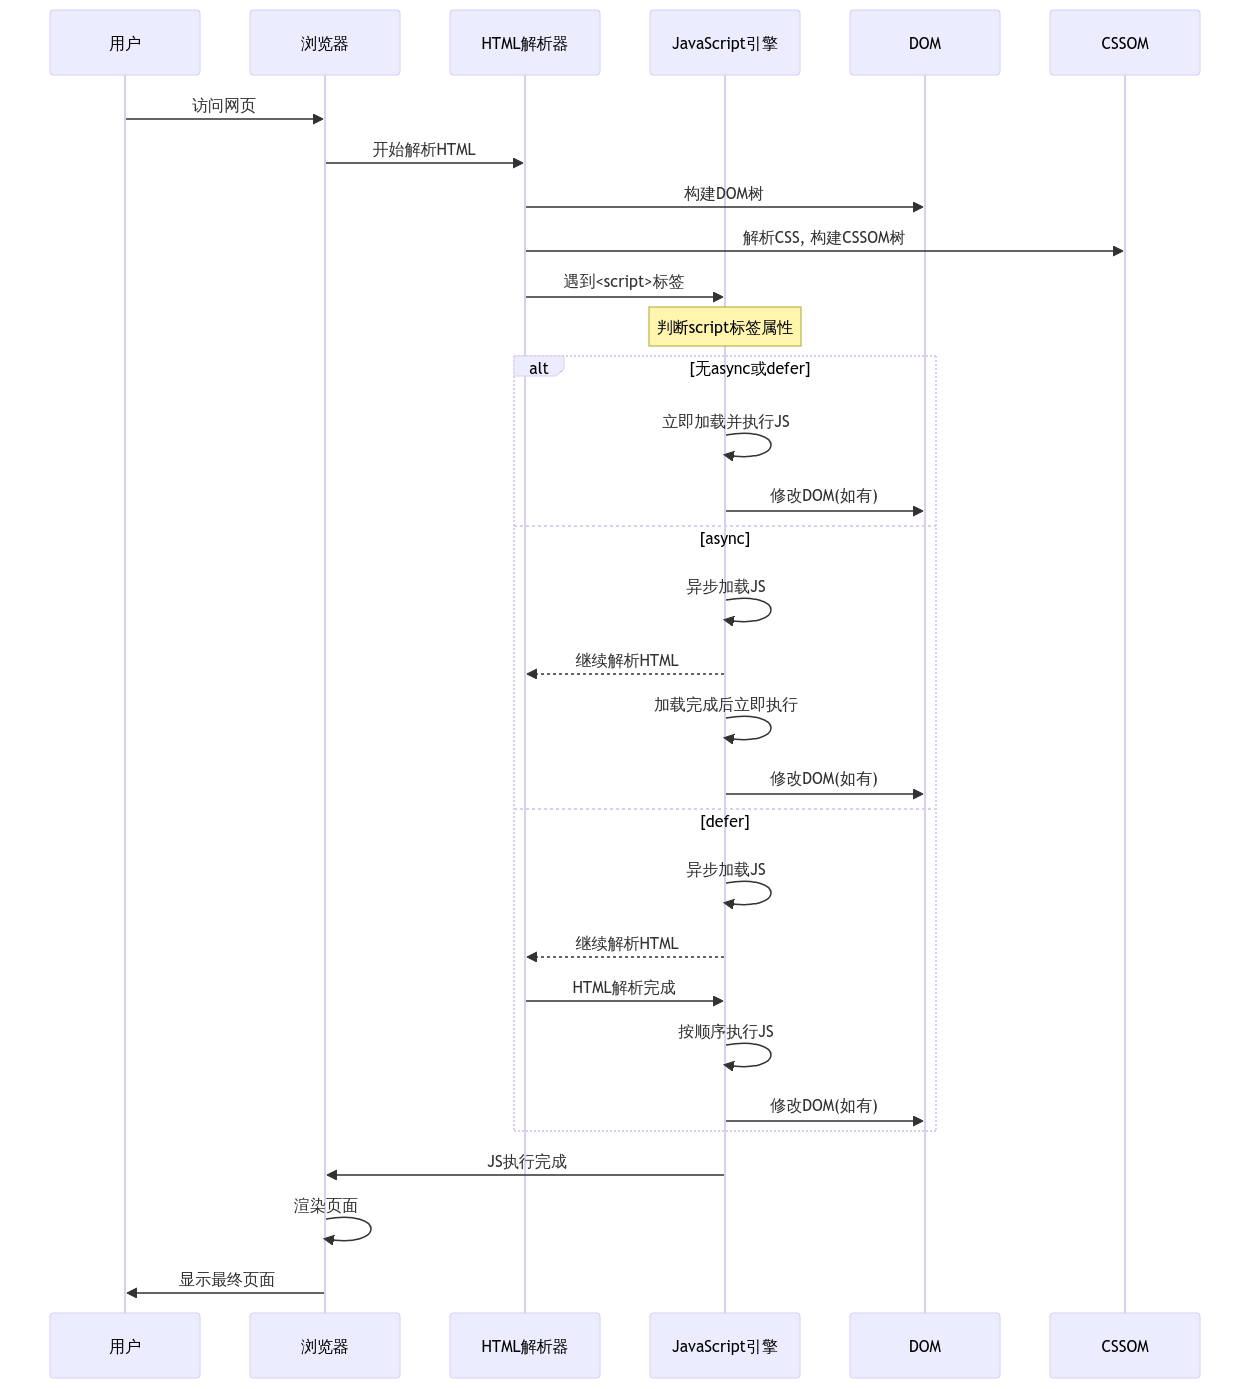 用户
浏览器
HTML解析器
JavaScript引擎
DOM
CSSOM
访问网页
开始解析HTML
构建DOM树
解析CSS, 构建CSSOM树
遇到<script>标签
判断script标签属性
alt
[无async或defer]
立即加载并执行JS
修改DOM(如有)
[async]
异步加载JS
继续解析HTML
加载完成后立即执行
修改DOM(如有)
[defer]
异步加载JS
继续解析HTML
HTML解析完成
按顺序执行JS
修改DOM(如有)
JS执行完成
渲染页面
显示最终页面
用户
浏览器
HTML解析器
JavaScript引擎
DOM
CSSOM